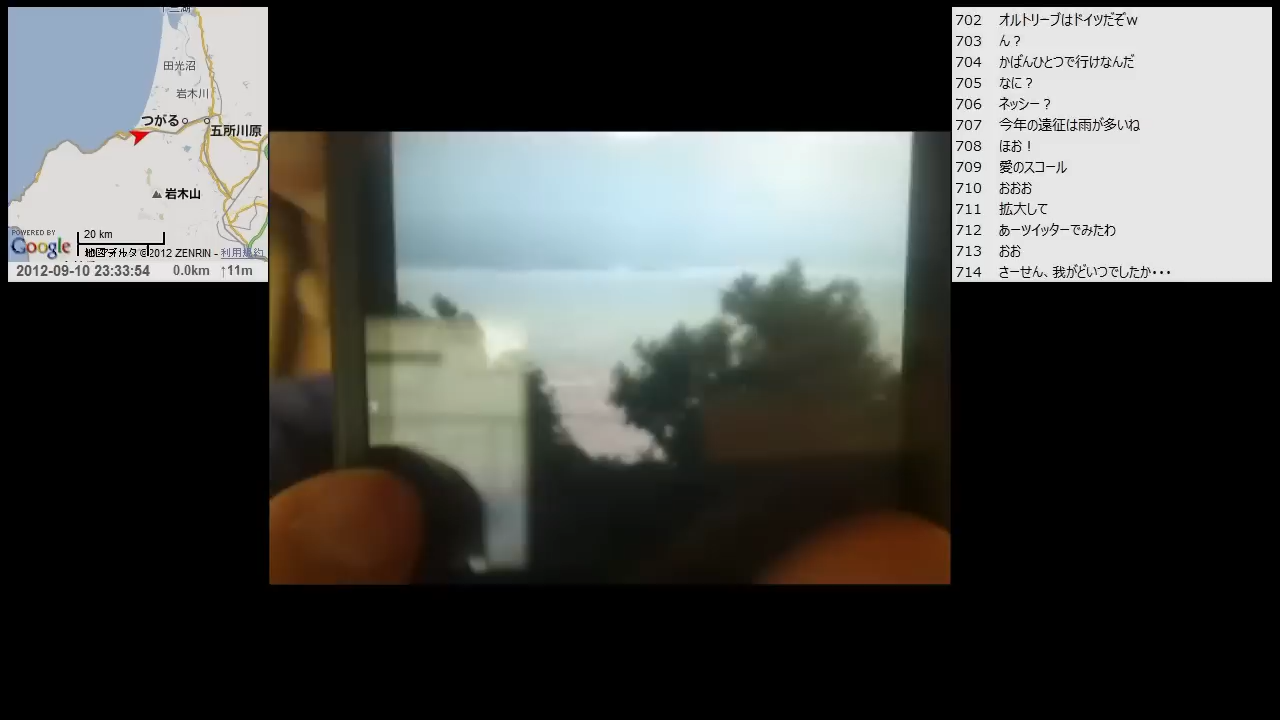 十三湖
田光沼
岩木川
つがる
五所川原
岩木山
POWERED BY
Google
20 km
地図データ ©2012 ZENRIN - 利用規約
2012-09-10 23:33:54 0.0km ↑11m
702 オルトリーブはドイツだぞw
703 ん？
704 かばんひとつで行けなんだ
705 なに？
706 ネッシー？
707 今年の遠征は雨が多いね
708 ほお！
709 愛のスコール
710 おおお
711 拡大して
712 あーツイッターでみたわ
713 おお
714 さーせん、我がどいつでしたか・・・